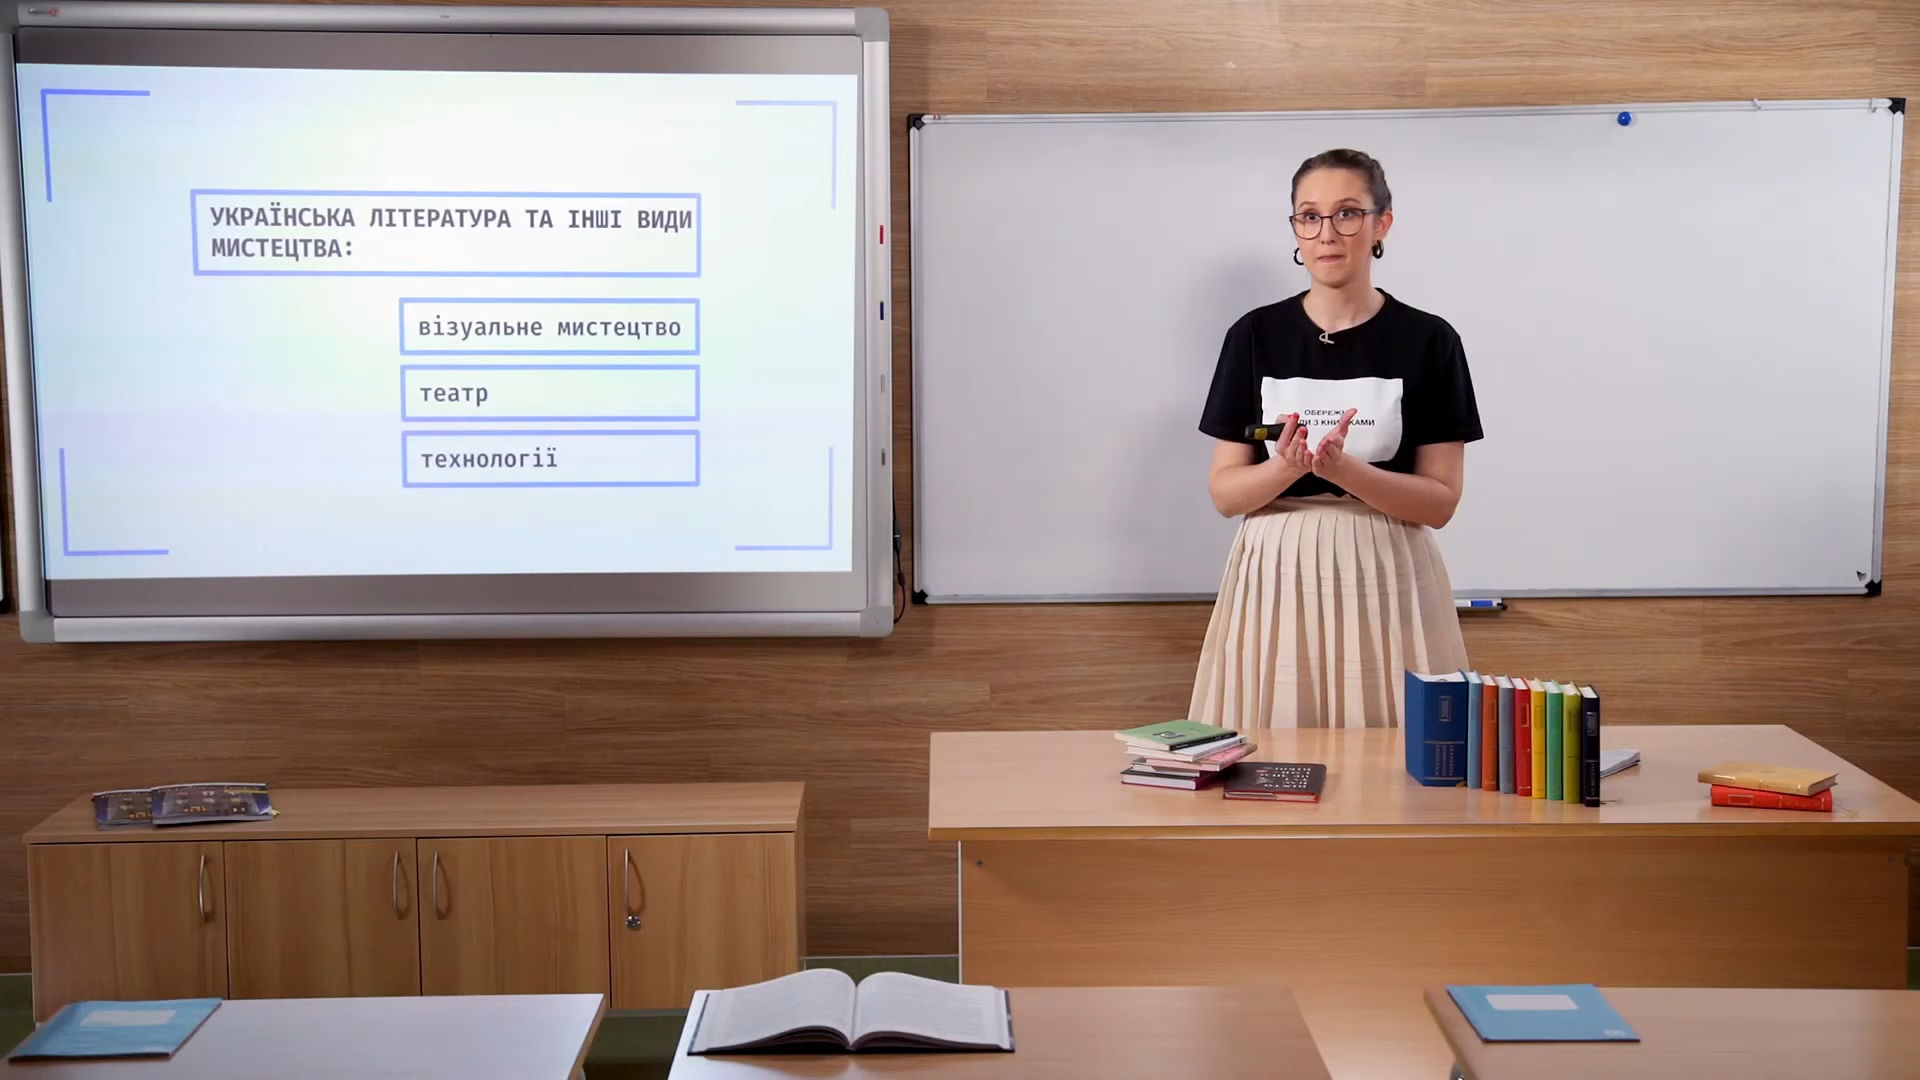 УКРАЇНСЬКА ЛІТЕРАТУРА ТА ІНШІ ВИДИ
МИСТЕЦТВА:
візуальне мистецтво
театр
технології